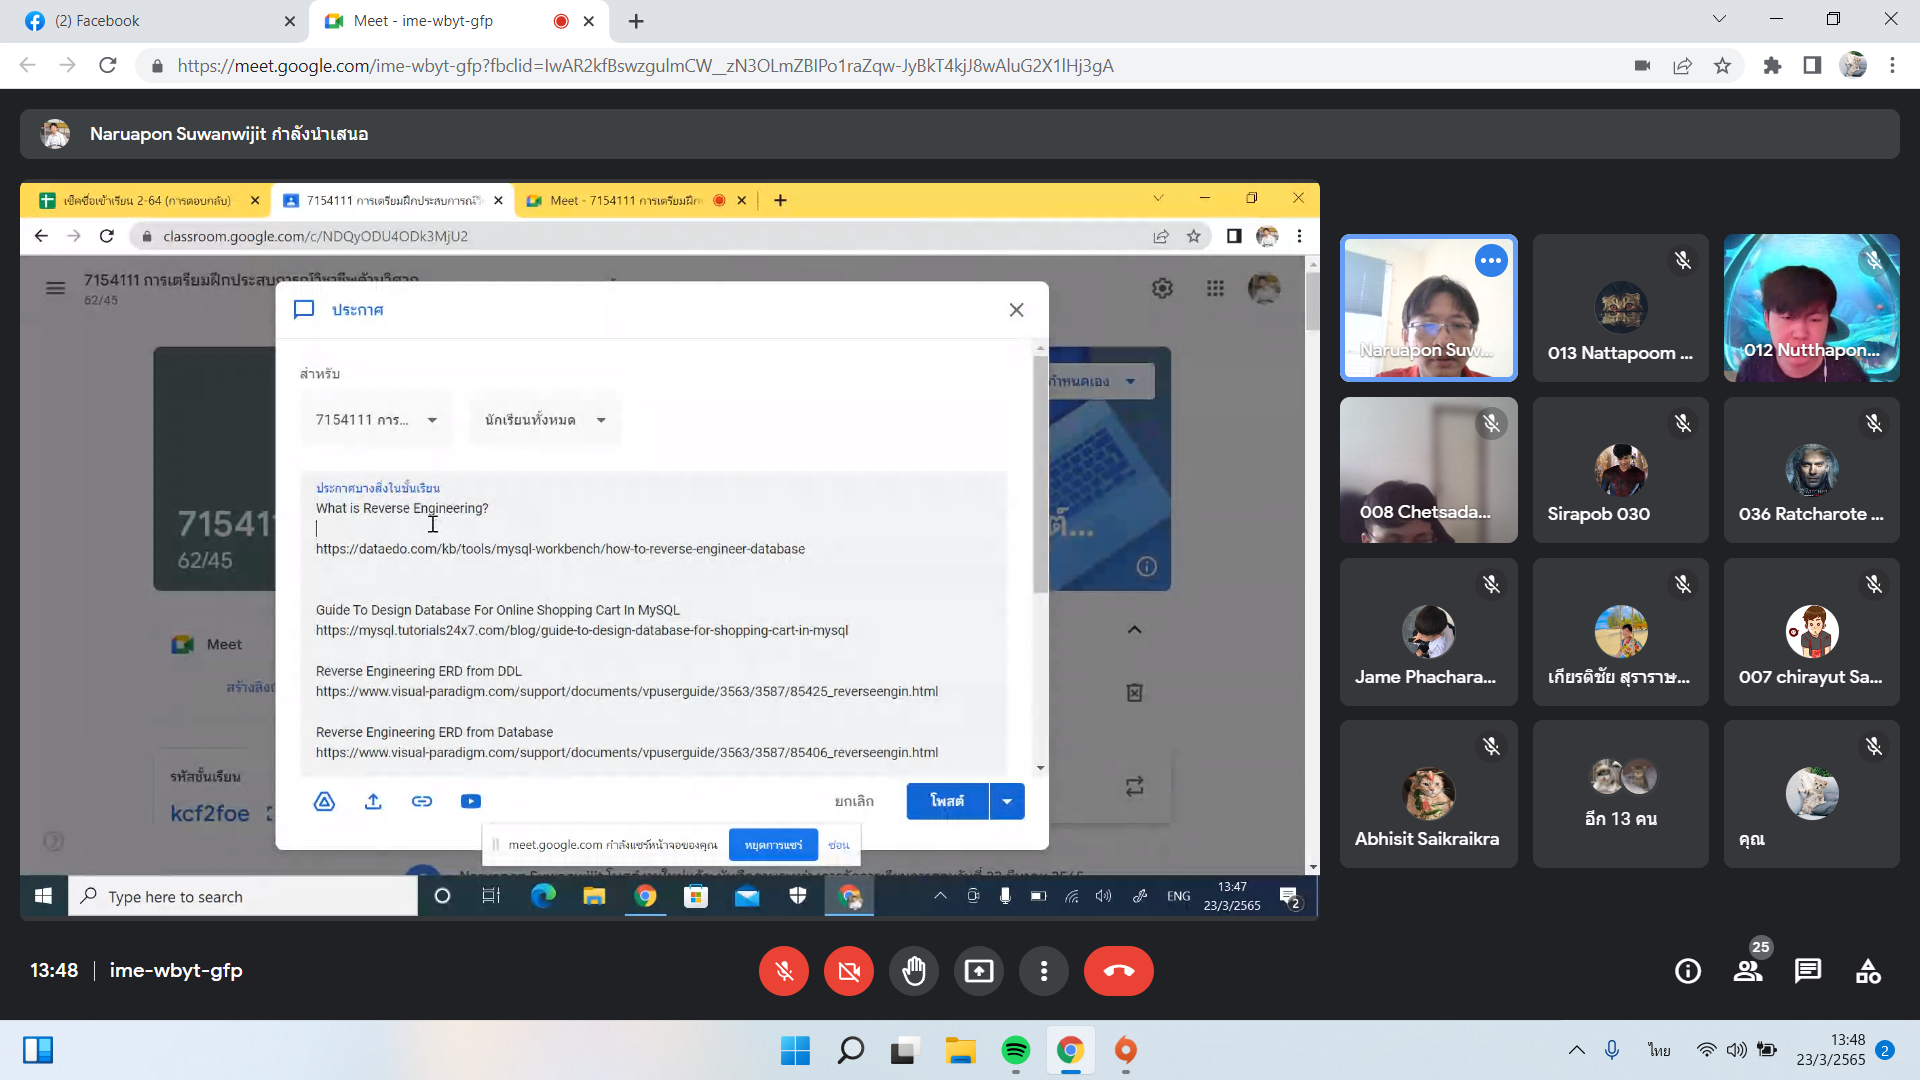 (2) Facebook
Meet - ime-wbyt-gfp
https://meet.google.com/ime-wbyt-gfp?fbclid=IwAR2kfBswzgulmCW__zN3OLmZBIPo1raZqw-JyBkT4kjJ8wAluG2X1lHj3gA
Naruapon Suwanwijit กำลังนำเสนอ
เช็คชื่อเข้าเรียน 2-64 (การตอบกลับ)
7154111 การเตรียมฝึกประสบการณ์วิ
Meet - 7154111 การเตรียมฝึก
classroom.google.com/c/NDQyODU4ODk3MjU2
7154111 การเตรียมฝึกประสบการณ์วิชาชีพด้านวิศวก
62/45
ประกาศ
สำหรับ
7154111 การ...
นักเรียนทั้งหมด
กำหนดเอง
ประกาศบางสิ่งในชั้นเรียน
What is Reverse Engineering?
https://dataedo.com/kb/tools/mysql-workbench/how-to-reverse-engineer-database
Guide To Design Database For Online Shopping Cart In MySQL
https://mysql.tutorials24x7.com/blog/guide-to-design-database-for-shopping-cart-in-mysql
Reverse Engineering ERD from DDL
https://www.visual-paradigm.com/support/documents/vpuserguide/3563/3587/85425_reverseengin.html
Reverse Engineering ERD from Database
https://www.visual-paradigm.com/support/documents/vpuserguide/3563/3587/85406_reverseengin.html
71541
62/45
Meet
รหัสชั้นเรียน
kcf2foe
ยกเลิก
โพสต์
meet.google.com กำลังแชร์หน้าจอของคุณ
หยุดการแชร์
ซ่อน
Type here to search
ENG
13:47
23/3/2565
2
Naruapon Suw...
013 Nattapoom ...
012 Nutthapon...
008 Chetsada...
Sirapob 030
036 Ratcharote ...
Jame Phachara...
เกียรติชัย สุราราษ...
007 chirayut Sa...
Abhisit Saikraikra
อีก 13 คน
คุณ
13:48
ime-wbyt-gfp
25
ไทย
13:48
23/3/2565
2